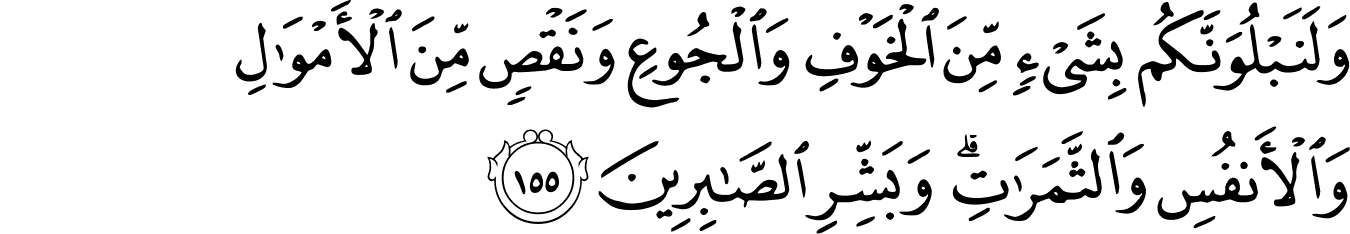 وَلَنَبْلُوَنَّكُم بِشَىْءٍ مِّنَ ٱلْخَوْفِ وَٱلْجُوعِ وَنَقْصٍ مِّنَ ٱلْأَمْوَٰلِ
وَٱلْأَنفُسِ وَٱلثَّمَرَٰتِ ۗ وَبَشِّرِ ٱلصَّـٰبِرِينَ ١٥٥